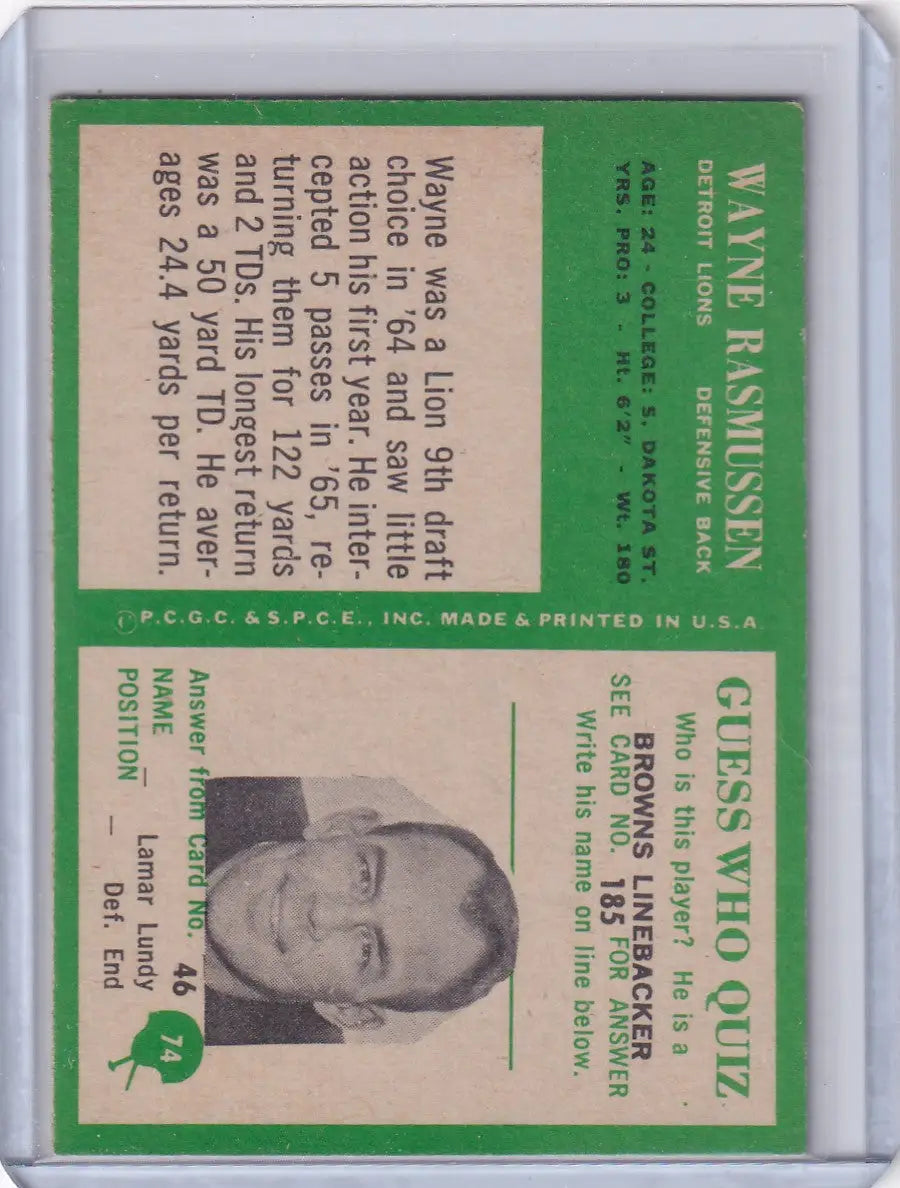 WAYNE RASMUSSEN
DETROIT LIONS DEFENSIVE BACK
AGE: 24 - COLLEGE: S. DAKOTA ST.
YRS. PRO: 3 - Ht. 6'2" - Wt. 180
Wayne was a Lion 9th draft
choice in '64 and saw little
action his first year. He inter-
cepted 5 passes in '65, re-
turning them for 122 yards
and 2 TDs. His longest return
was a 50 yard TD. He aver-
ages 24.4 yards per return.
©P.C.G.C. & S.P.C.E., INC. MADE & PRINTED IN U.S.A.
GUESS WHO QUIZ
Who is this player? He is a
BROWNS LINEBACKER
SEE CARD NO. 185 FOR ANSWER
Write his name on line below.
Answer from Card No. 46
NAME – Lamar Lundy
POSITION – Def. End
74